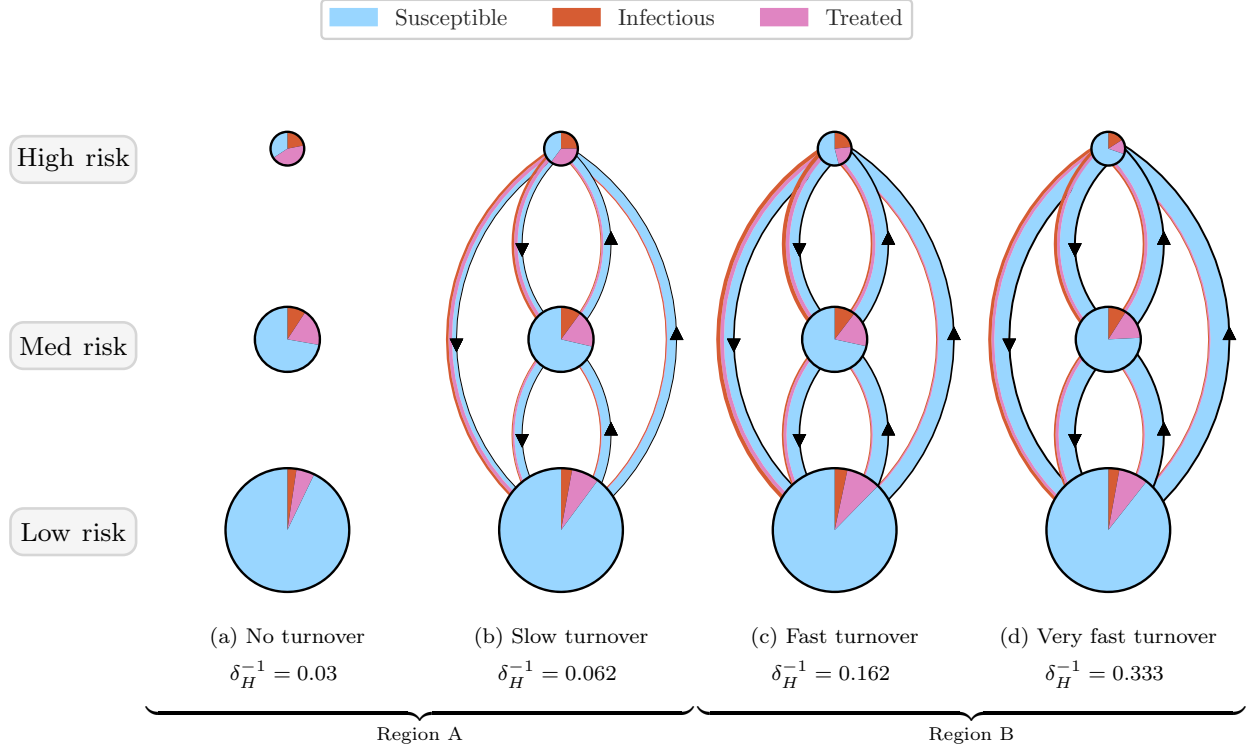 Susceptible Infectious Treated
High risk
Med risk
Low risk
(a) No turnover (b) Slow turnover (c) Fast turnover (d) Very fast turnover
δ_H^{-1} = 0.03 δ_H^{-1} = 0.062 δ_H^{-1} = 0.162 δ_H^{-1} = 0.333
Region A Region B